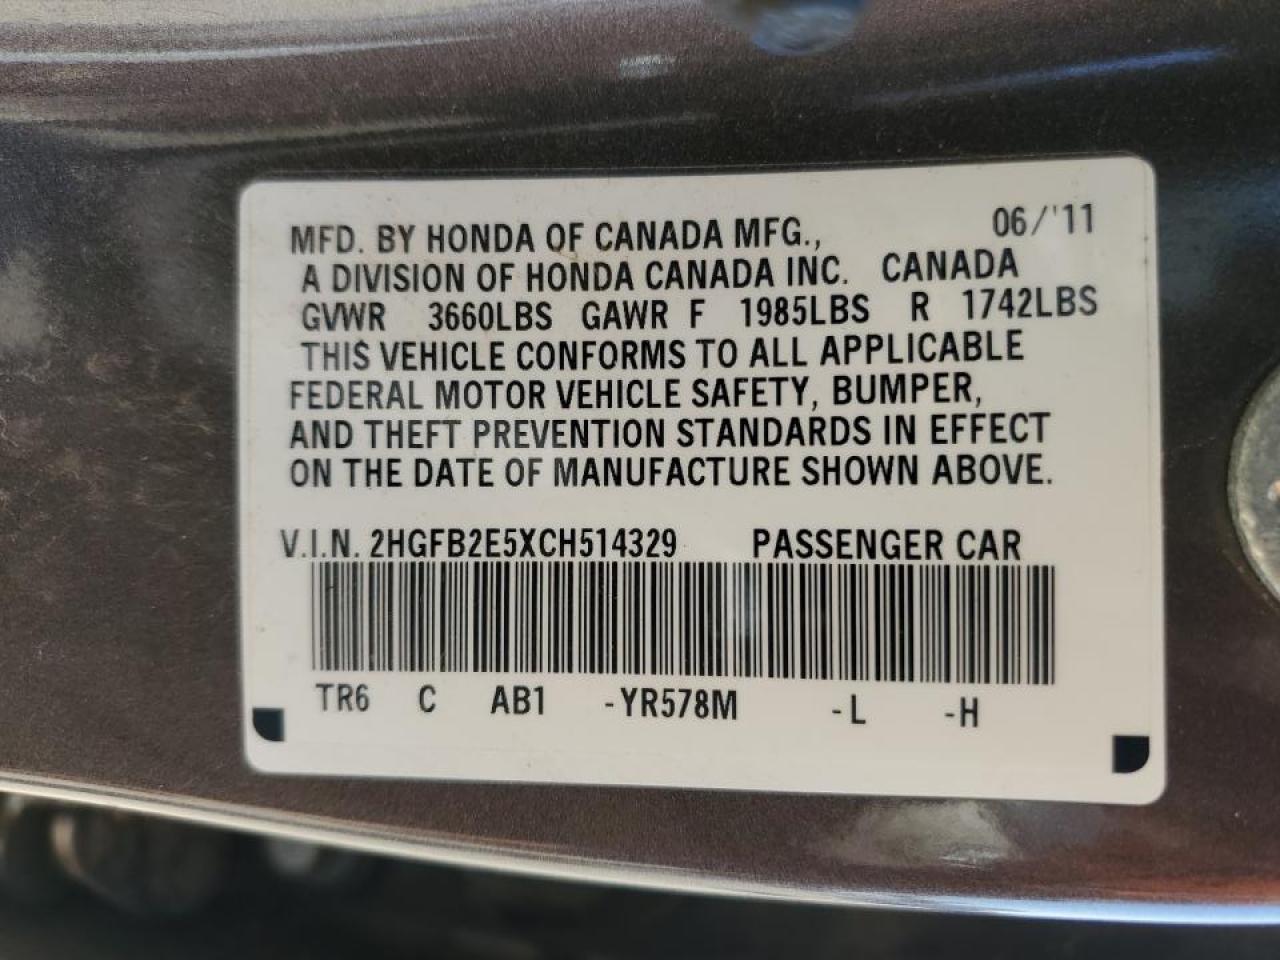 06/'11
MFD. BY HONDA OF CANADA MFG.,
A DIVISION OF HONDA CANADA INC. CANADA
GVWR 3660LBS GAWR F 1985LBS R 1742LBS
THIS VEHICLE CONFORMS TO ALL APPLICABLE
FEDERAL MOTOR VEHICLE SAFETY, BUMPER,
AND THEFT PREVENTION STANDARDS IN EFFECT
ON THE DATE OF MANUFACTURE SHOWN ABOVE.
V.I.N. 2HGFB2E5XCH514329 PASSENGER CAR
TR6 C AB1 -YR578M -L -H